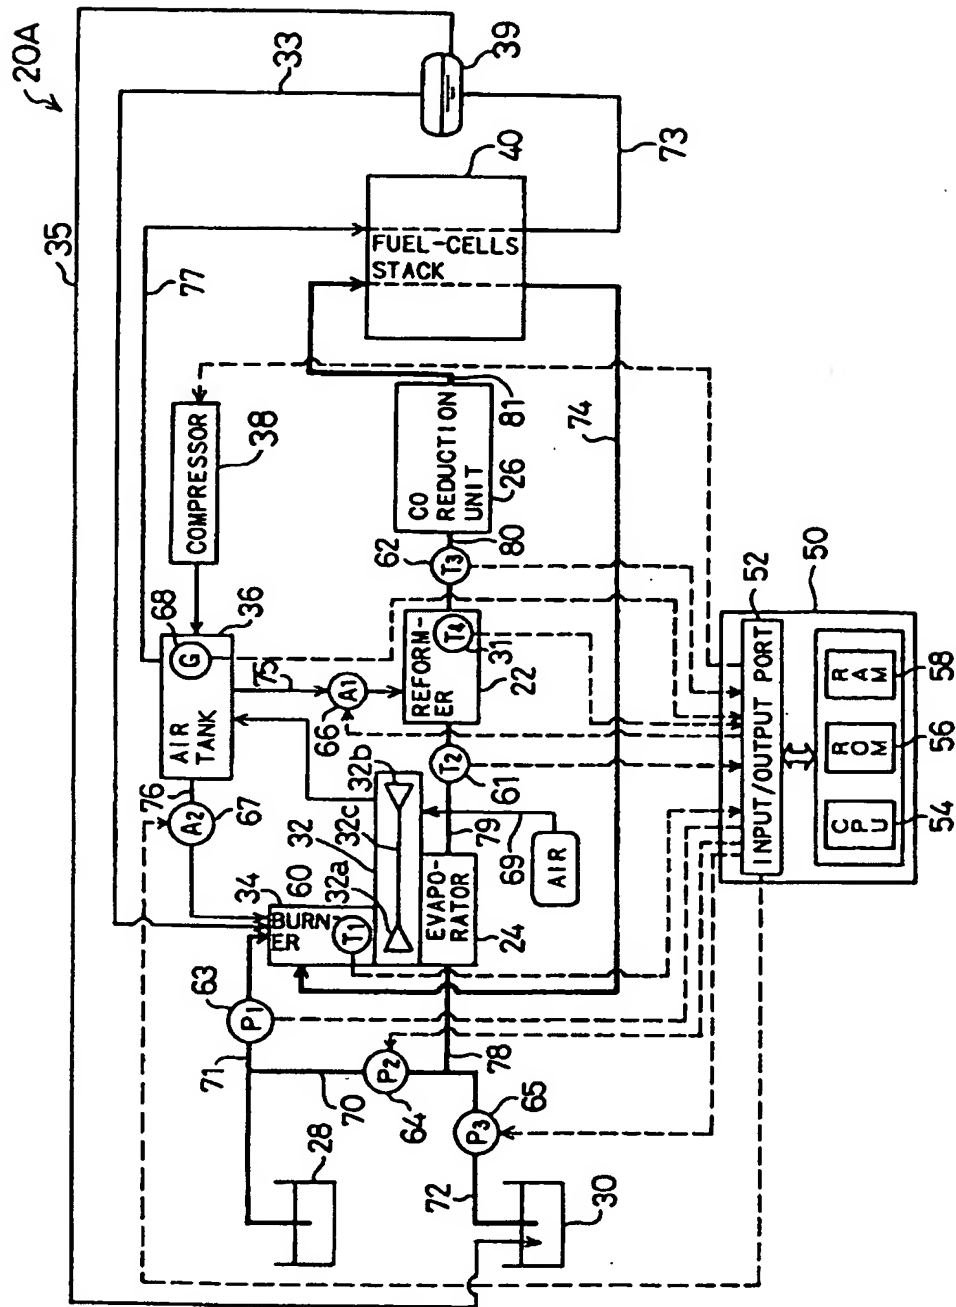 20A
35
33
39
77
40
FUEL-CELLS
STACK
73
COMPRESSOR
38
68
36
G
AIR
TANK
76
A2
67
75
A1
66
62
T3
80
CO
REDUCTION
UNIT
26
81
74
REFORM-
ER
T4
31
22
T2
61
79
69
AIR
32b
32c
32
32a
60
34
BURN-
ER
T1
EVAPO-
RATOR
24
63
P1
71
70
P2
64
78
P3
65
72
28
30
50
52
INPUT/OUTPUT PORT
CPU
54
ROM
56
RAM
58